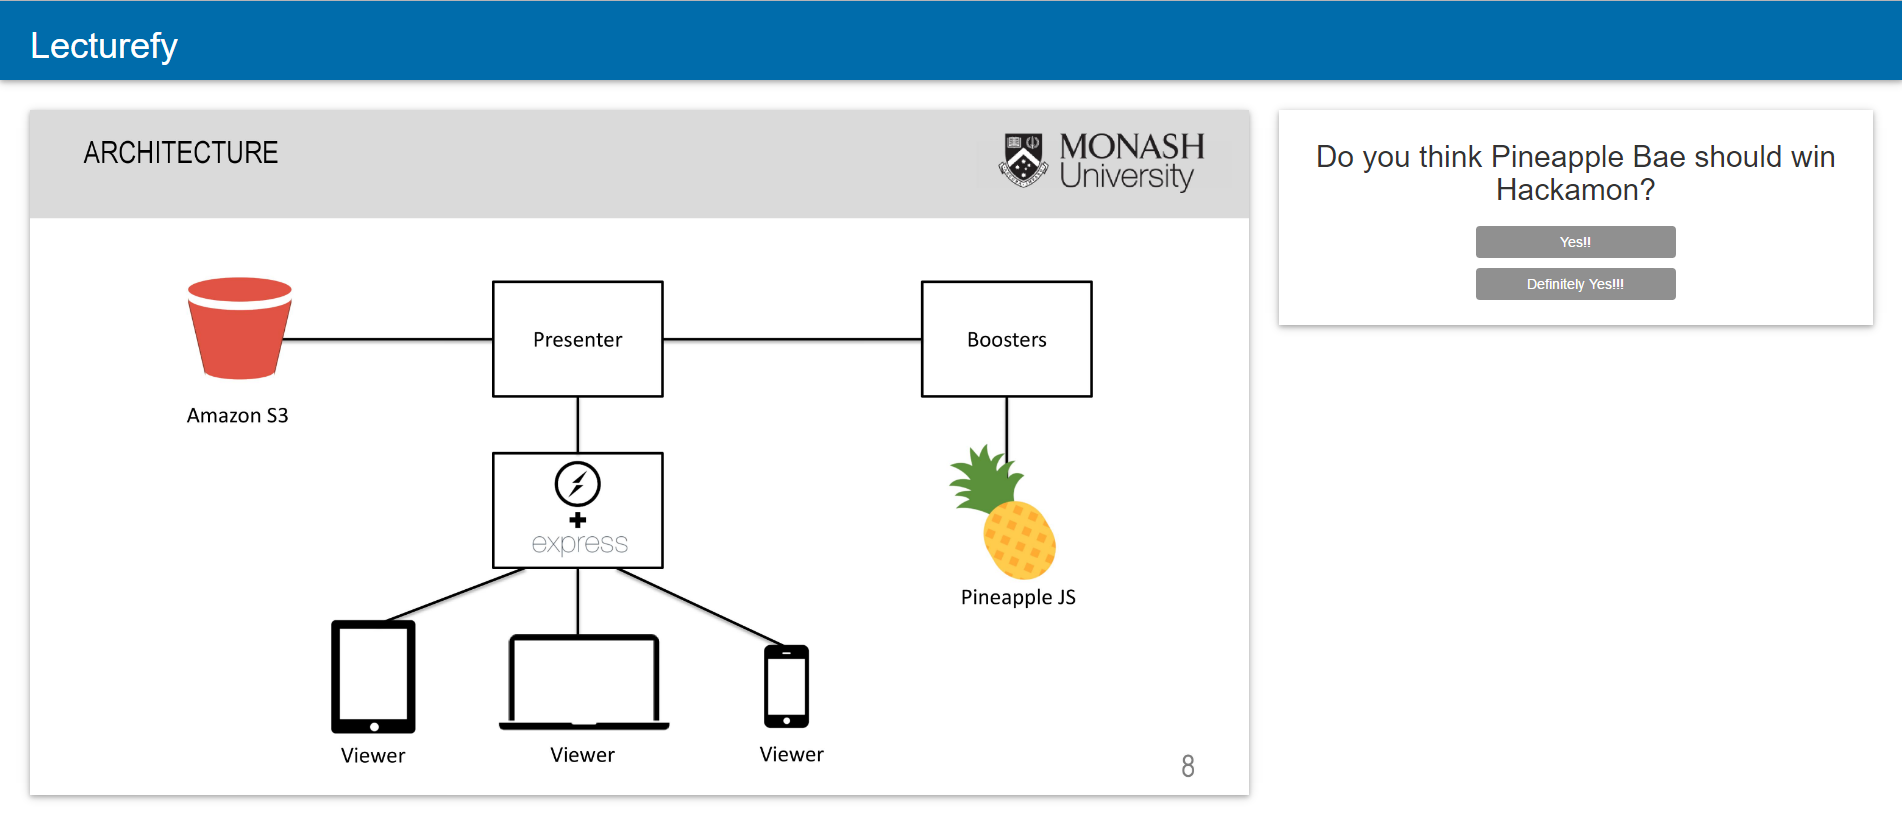 Lecturefy
ARCHITECTURE
MONASH
University
Presenter
Boosters
Amazon S3
express
Pineapple JS
Viewer
Viewer
Viewer
8
Do you think Pineapple Bae should win
Hackamon?
Yes!!
Definitely Yes!!!